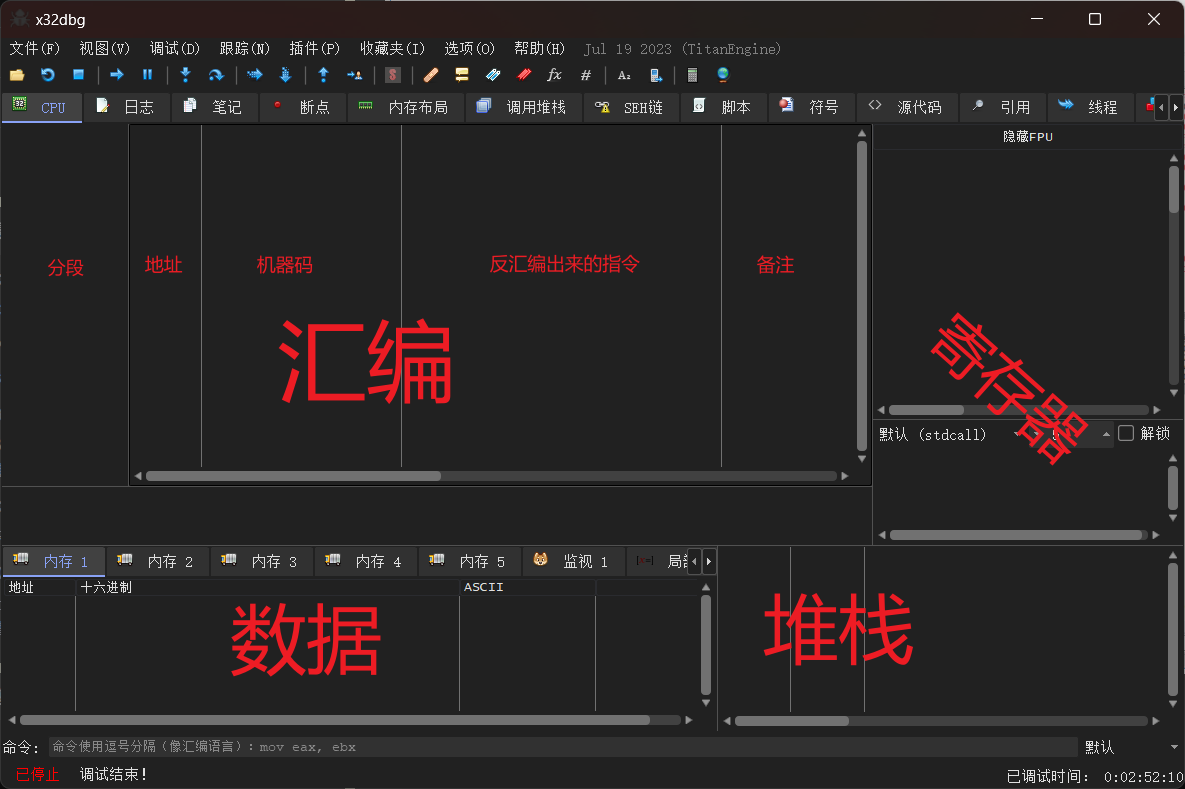 x32dbg
文件(F) 视图(V) 调试(D) 跟踪(N) 插件(P) 收藏夹(I) 选项(O) 帮助(H) Jul 19 2023 (TitanEngine)
CPU 日志 笔记 断点 内存布局 调用堆栈 SEH链 脚本 符号 源代码 引用 线程
隐藏FPU
分段 地址 机器码 反汇编出来的指令 备注
汇编
寄存器
默认 (stdcall) 解锁
内存 1 内存 2 内存 3 内存 4 内存 5 监视 1
地址 十六进制 ASCII
数据
堆栈
命令: 命令使用逗号分隔(像汇编语言): mov eax, ebx 默认
已停止 调试结束! 已调试时间: 0:02:52:10